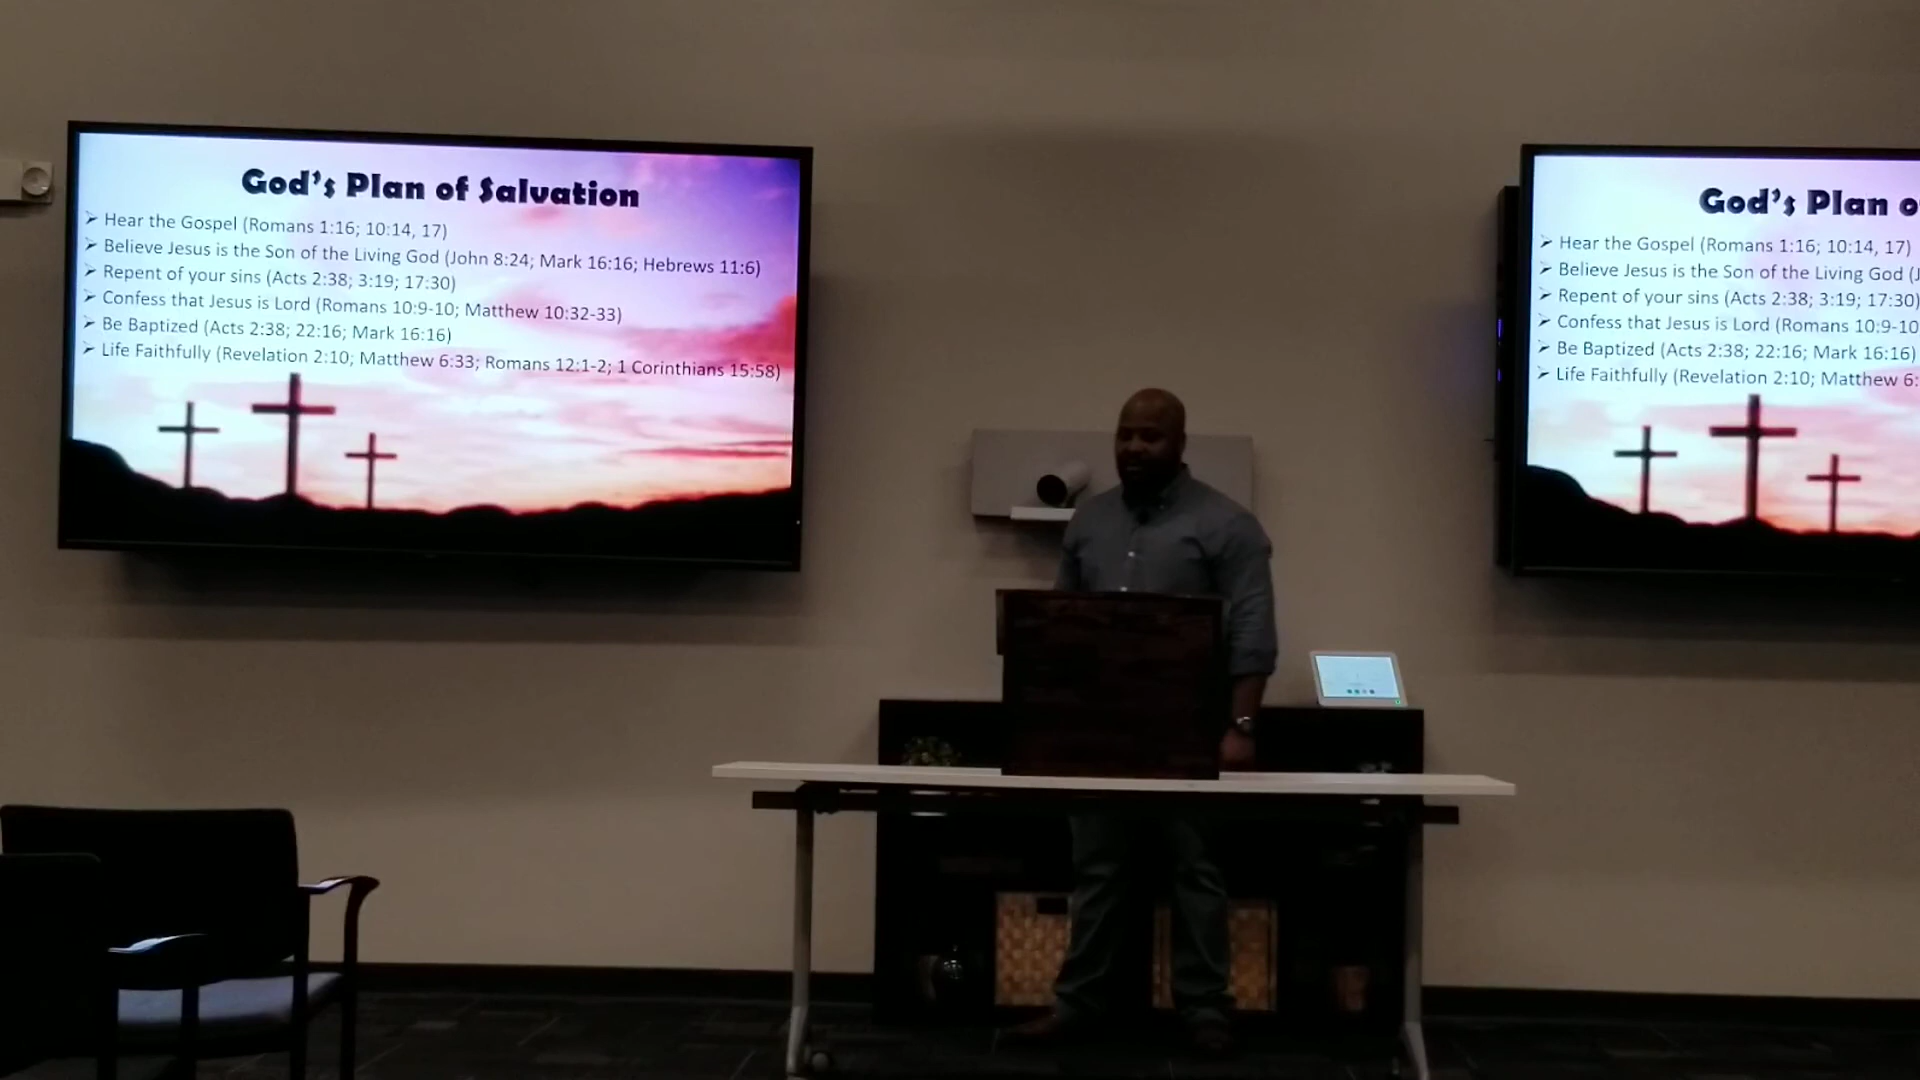 God's Plan of Salvation
➢ Hear the Gospel (Romans 1:16; 10:14, 17)
➢ Believe Jesus is the Son of the Living God (John 8:24; Mark 16:16; Hebrews 11:6)
➢ Repent of your sins (Acts 2:38; 3:19; 17:30)
➢ Confess that Jesus is Lord (Romans 10:9-10; Matthew 10:32-33)
➢ Be Baptized (Acts 2:38; 22:16; Mark 16:16)
➢ Life Faithfully (Revelation 2:10; Matthew 6:33; Romans 12:1-2; 1 Corinthians 15:58)
God's Plan o
➢ Hear the Gospel (Romans 1:16; 10:14, 17)
➢ Believe Jesus is the Son of the Living God (J
➢ Repent of your sins (Acts 2:38; 3:19; 17:30)
➢ Confess that Jesus is Lord (Romans 10:9-10
➢ Be Baptized (Acts 2:38; 22:16; Mark 16:16)
➢ Life Faithfully (Revelation 2:10; Matthew 6: